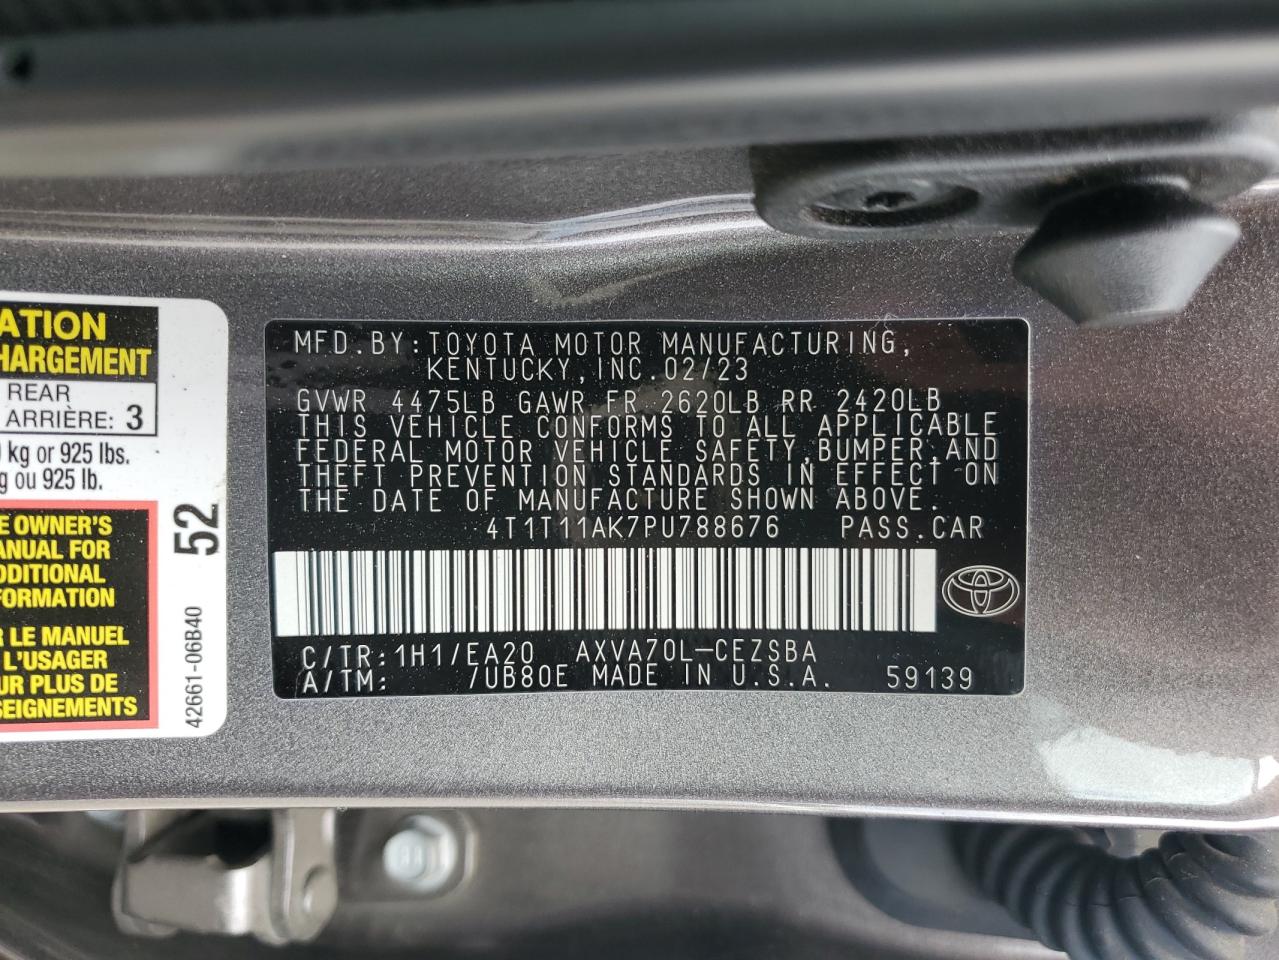 ATION
HARGEMENT
REAR
ARRIÈRE: 3
kg or 925 lbs.
ou 925 lb.
OWNER'S
MANUAL FOR
INFORMATION
LE MANUEL
L'USAGER
PLUS DE
SEIGNEMENTS
52
42661-06B40
MFD.BY:TOYOTA MOTOR MANUFACTURING,
KENTUCKY,INC.02/23
GVWR 4475LB GAWR FR 2620LB RR 2420LB
THIS VEHICLE CONFORMS TO ALL APPLICABLE
FEDERAL MOTOR VEHICLE SAFETY,BUMPER,AND
THEFT PREVENTION STANDARDS IN EFFECT ON
THE DATE OF MANUFACTURE SHOWN ABOVE.
4T1T11AK7PU788676 PASS.CAR
C/TR:1H1/EA20 AXVA70L-CEZSBA
A/TM: /UB80E MADE IN U.S.A. 59139